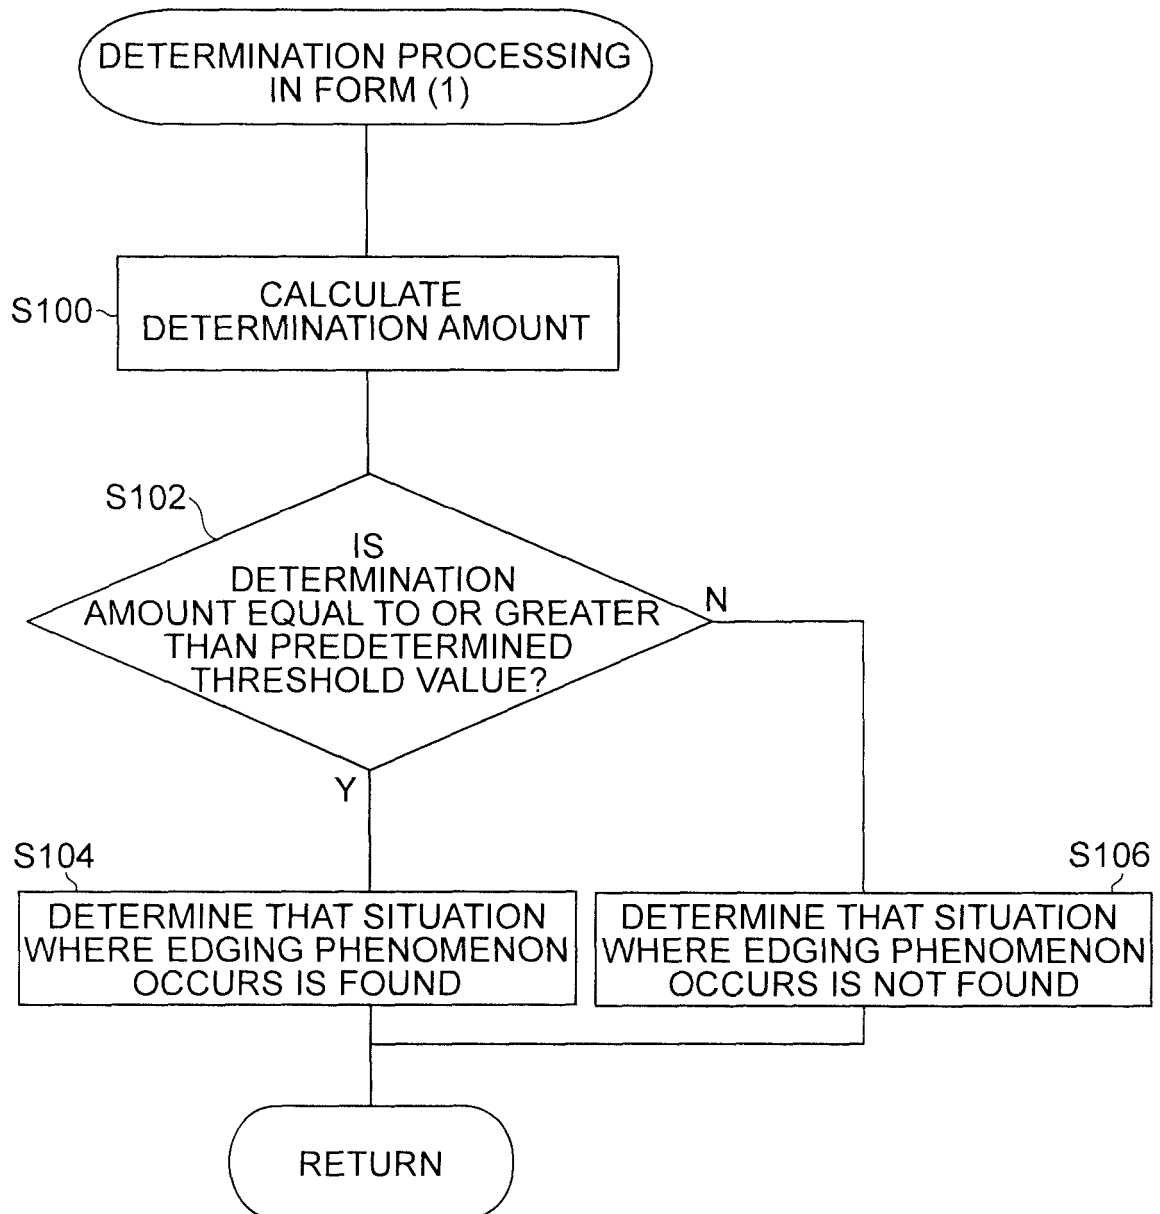 DETERMINATION PROCESSING
IN FORM (1)
S100
CALCULATE
DETERMINATION AMOUNT
S102
IS
DETERMINATION
AMOUNT EQUAL TO OR GREATER
THAN PREDETERMINED
THRESHOLD VALUE?
N
Y
S104
DETERMINE THAT SITUATION
WHERE EDGING PHENOMENON
OCCURS IS FOUND
S106
DETERMINE THAT SITUATION
WHERE EDGING PHENOMENON
OCCURS IS NOT FOUND
RETURN